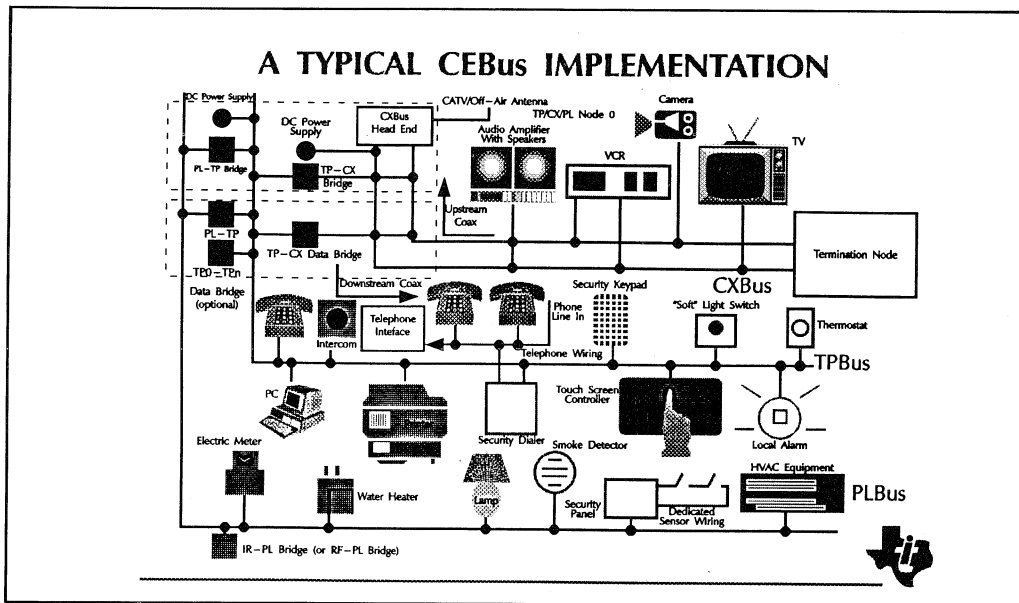 A TYPICAL CEBus IMPLEMENTATION
DC Power Supply
DC Power
Supply
CXBus
Head End
CATV/Off-Air Antenna
TP/CX/PL Node 0
Camera
Audio Amplifier
With Speakers
VCR
TV
PL-TP Bridge
TP-CX
Bridge
Upstream
Coax
PL-TP
TP-CX Data Bridge
TP0-TPn
Data Bridge
(optional)
Termination Node
CXBus
Downstream Coax
Security Keypad
"Soft" Light Switch
Thermostat
Phone
Line In
Telephone
Inteface
Intercom
Telephone Wiring
TPBus
PC
Touch Screen
Controller
Security Dialer
Local Alarm
Electric Meter
Smoke Detector
HVAC Equipment
Water Heater
Lamp
Security
Panel
Dedicated
Sensor Wiring
PLBus
IR-PL Bridge (or RF-PL Bridge)